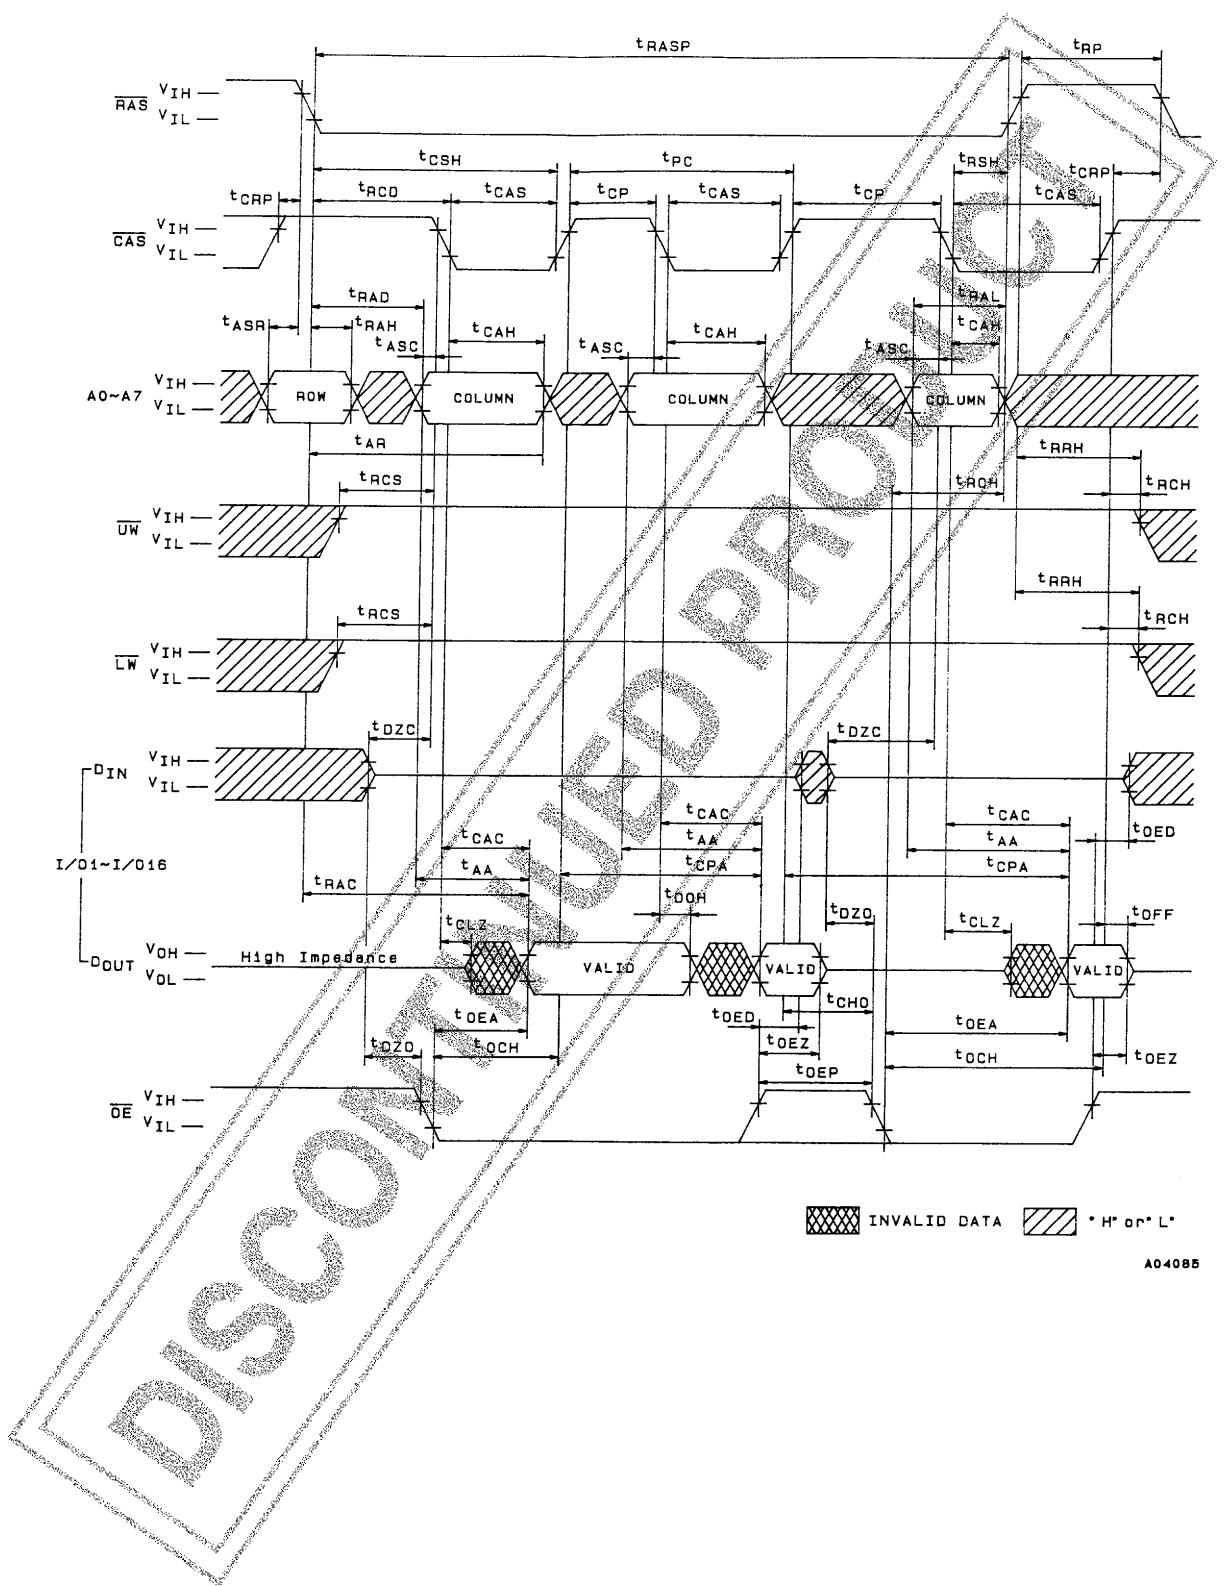 tRASP tRP
RAS VIH
VIL
tCSH tPC tRSH
tCRP tRCD tCAS tCP tCAS tCP tCAS tCRP
CAS VIH
VIL
tRAD tRAL
tASR tRAH tCAH tCAH tCAH
tASC tASC tASC
A0~A7 VIH
VIL
ROW COLUMN COLUMN COLUMN
tAR tRRH
tRCS tROH tRCH
UW VIH
VIL
tRRH
tRCS tRCH
LW VIH
VIL
tDZC tDZC
DIN VIH
VIL
tCAC tCAC tCAC tOED
I/O1~I/O16 tAA tAA tAA
tRAC tCPA tCPA
tCLZ tDOH tDZO tCLZ tOFF
DOUT VOH
VOL
High Impedance VALID VALID VALID
tOEA tOED tCHO tOEA
tDZO tOCH tOEZ tOCH tOEZ
tOEP
OE VIH
VIL
INVALID DATA "H" or "L"
A04085
DISCONTINUED PRODUCT